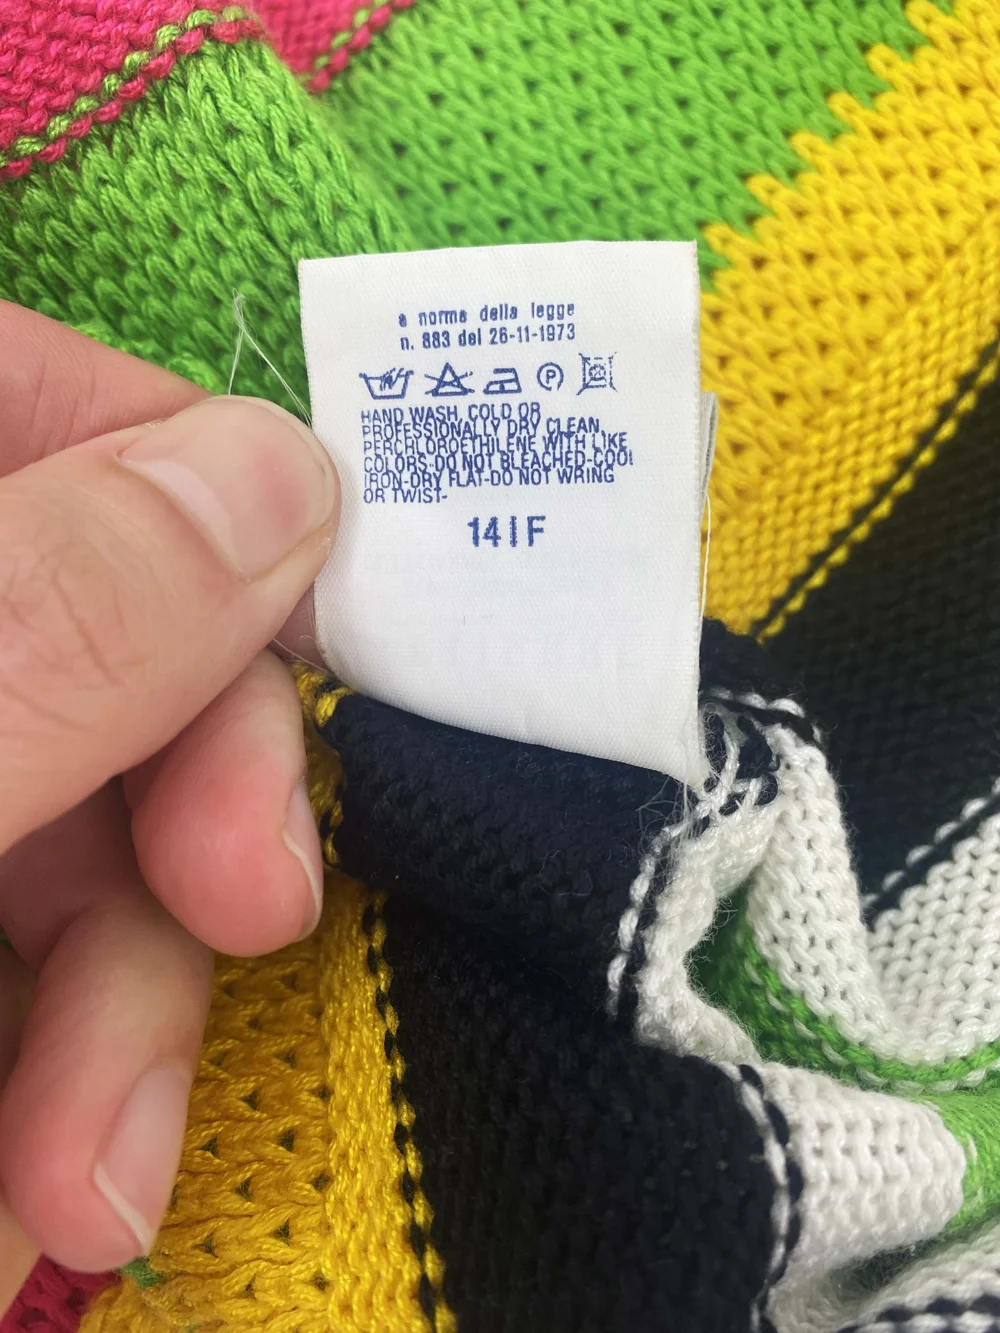 a norma della legge
n. 883 del 26-11-1973
P
HAND WASH, COLD OR
PROFESSIONALLY DRY CLEAN,
PERCHLOROETHILENE WITH LIKE
COLORS-DO NOT BLEACHED-COOL
IRON-DRY FLAT-DO NOT WRING
OR TWIST-
14 I F